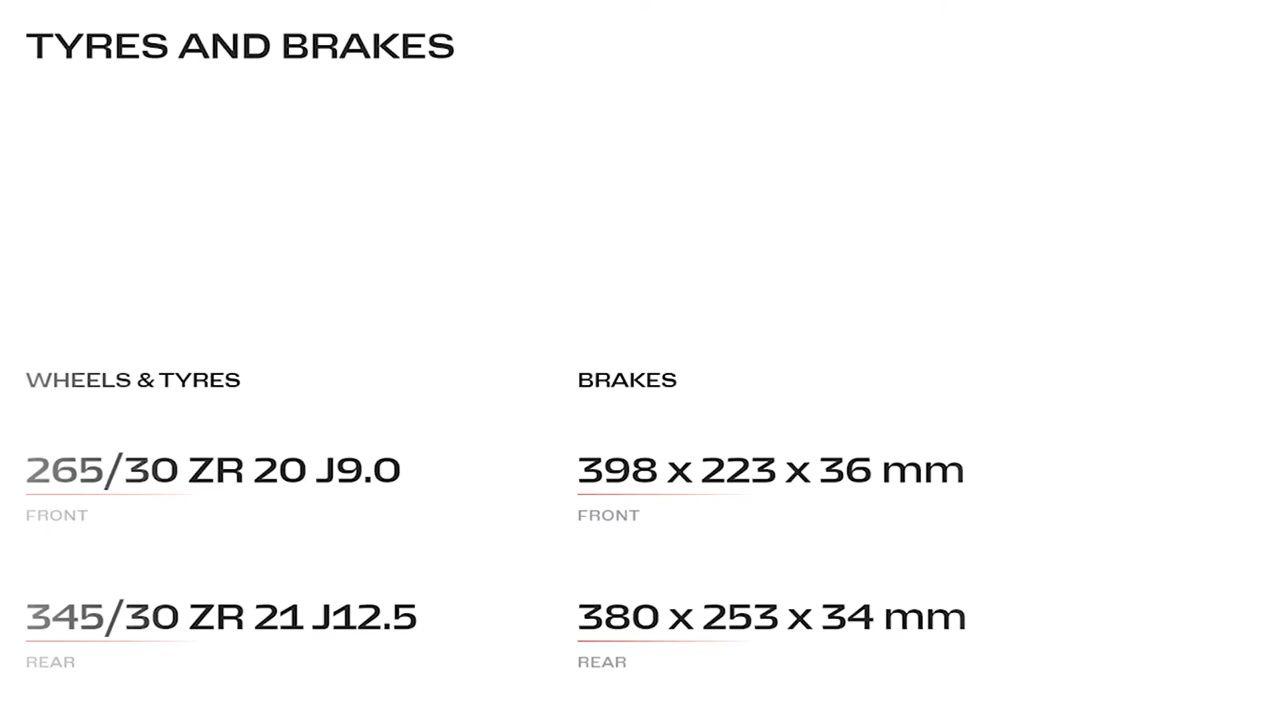 TYRES AND BRAKES
WHEELS & TYRES
265/30 ZR 20 J9.0
FRONT
345/30 ZR 21 J12.5
REAR
BRAKES
398 x 223 x 36 mm
FRONT
380 x 253 x 34 mm
REAR